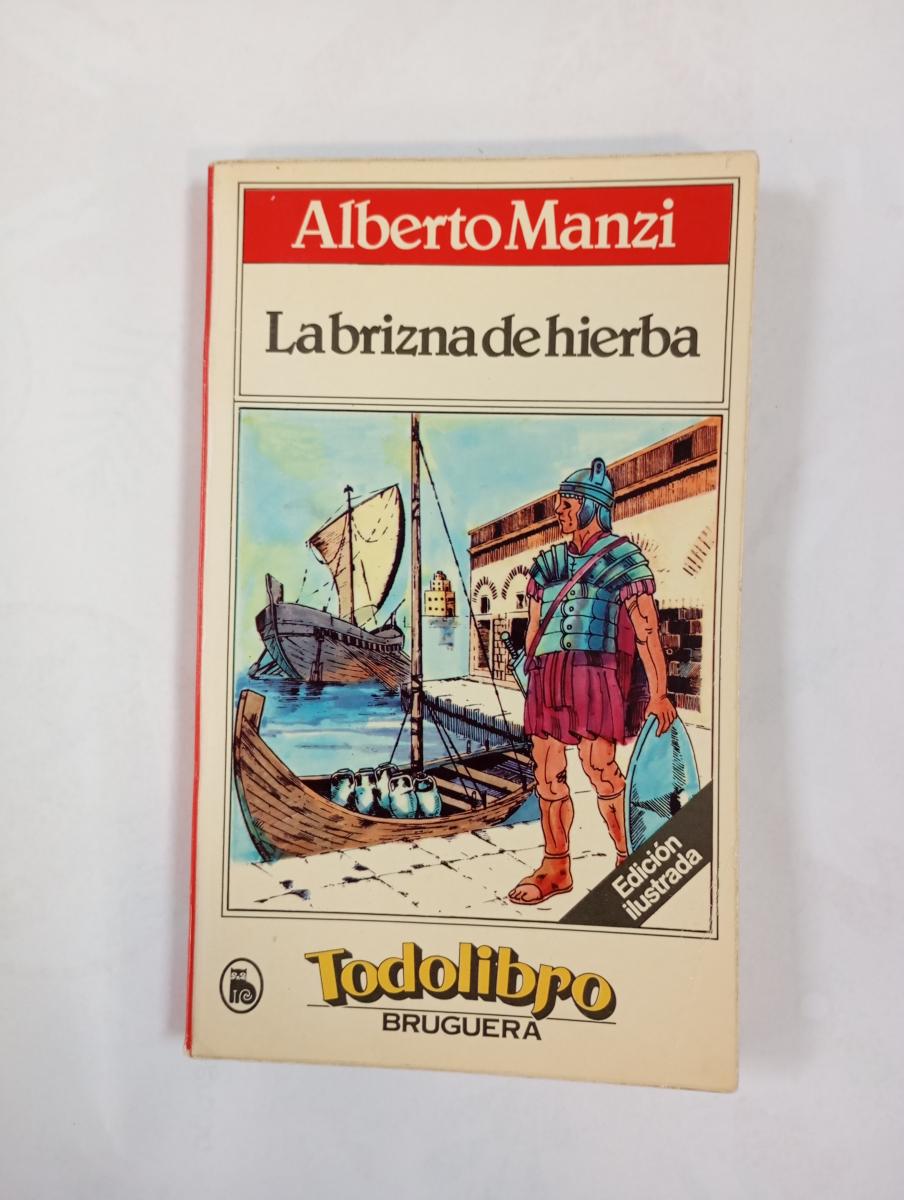 Alberto Manzi
La brizna de hierba
Edición
ilustrada
Todolibro
BRUGUERA